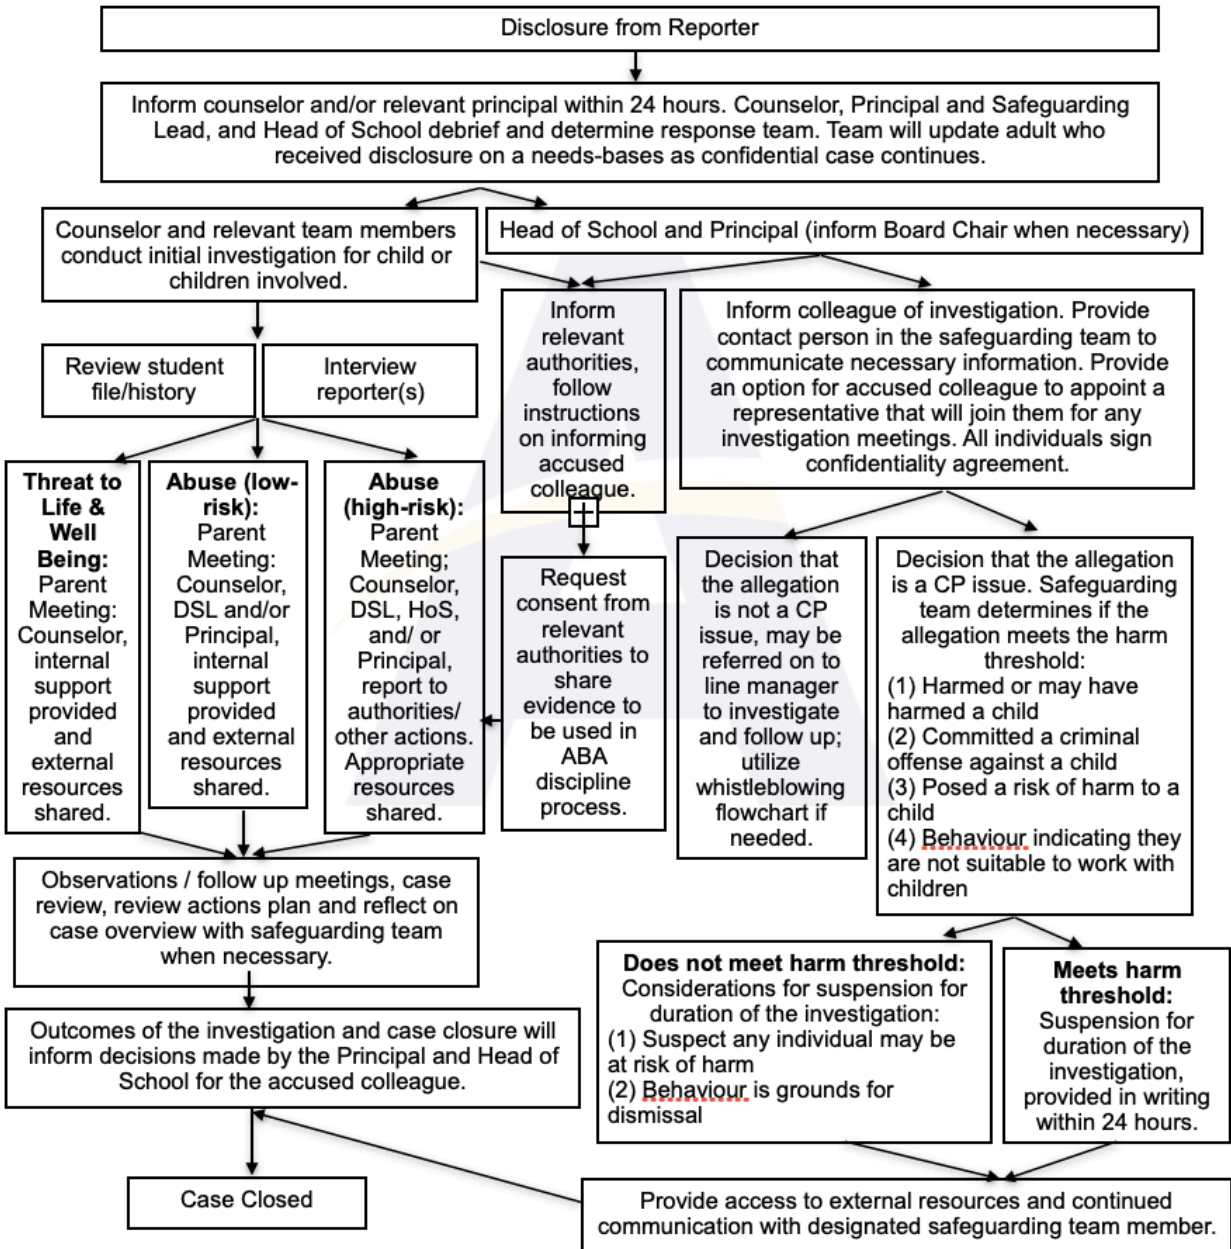 Disclosure from Reporter
Inform counselor and/or relevant principal within 24 hours. Counselor, Principal and Safeguarding
Lead, and Head of School debrief and determine response team. Team will update adult who
received disclosure on a needs-bases as confidential case continues.
Counselor and relevant team members
conduct initial investigation for child or
children involved.
Head of School and Principal (inform Board Chair when necessary)
Review student
file/history
Interview
reporter(s)
Inform
relevant
authorities,
follow
instructions
on informing
accused
colleague.
Inform colleague of investigation. Provide
contact person in the safeguarding team to
communicate necessary information. Provide
an option for accused colleague to appoint a
representative that will join them for any
investigation meetings. All individuals sign
confidentiality agreement.
Threat to
Life &
Well
Being:
Parent
Meeting:
Counselor,
internal
support
provided
and
external
resources
shared.
Abuse (low-
risk):
Parent
Meeting:
Counselor,
DSL and/or
Principal,
internal
support
provided
and external
resources
shared.
Abuse
(high-risk):
Parent
Meeting;
Counselor,
DSL, HoS,
and/ or
Principal,
report to
authorities/
other actions.
Appropriate
resources
shared.
Request
consent from
relevant
authorities to
share
evidence to
be used in
ABA
discipline
process.
Decision that
the allegation
is not a CP
issue, may be
referred on to
line manager
to investigate
and follow up;
utilize
whistleblowing
flowchart if
needed.
Decision that the allegation
is a CP issue. Safeguarding
team determines if the
allegation meets the harm
threshold:
(1) Harmed or may have
harmed a child
(2) Committed a criminal
offense against a child
(3) Posed a risk of harm to a
child
(4) Behaviour indicating they
are not suitable to work with
children
Observations / follow up meetings, case
review, review actions plan and reflect on
case overview with safeguarding team
when necessary.
Does not meet harm threshold:
Considerations for suspension for
duration of the investigation:
(1) Suspect any individual may be
at risk of harm
(2) Behaviour is grounds for
dismissal
Meets harm
threshold:
Suspension for
duration of the
investigation,
provided in writing
within 24 hours.
Outcomes of the investigation and case closure will
inform decisions made by the Principal and Head of
School for the accused colleague.
Case Closed
Provide access to external resources and continued
communication with designated safeguarding team member.